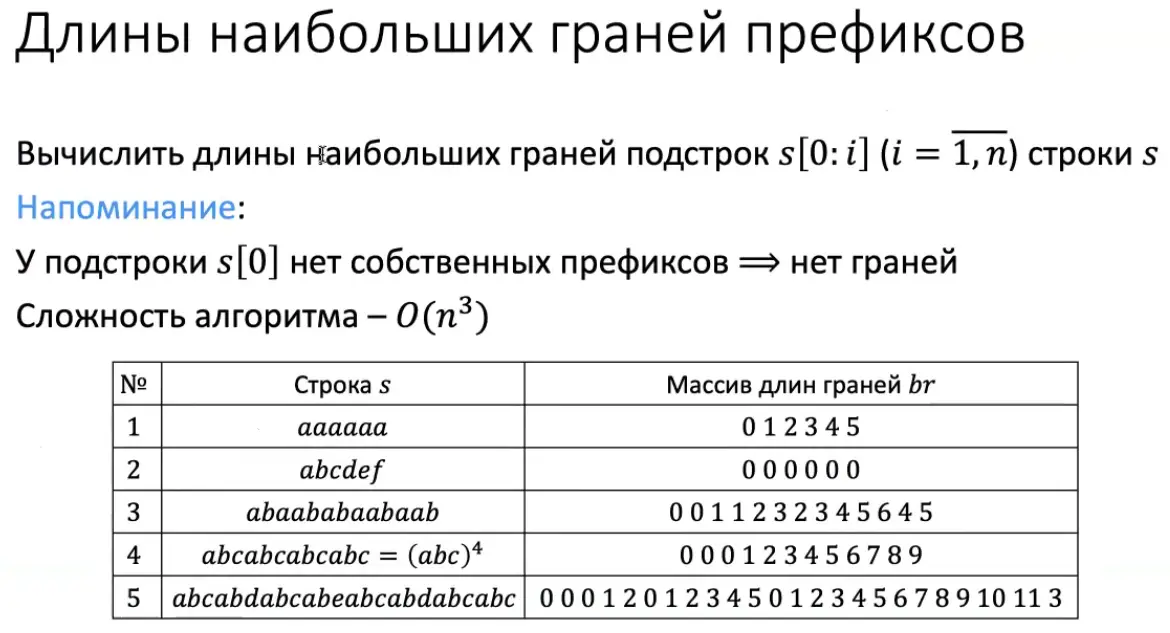 Длины наибольших граней префиксов
Вычислить длины наибольших граней подстрок s[0: i] (i = 1, n) строки s
Напоминание:
У подстроки s[0] нет собственных префиксов ⟹ нет граней
Сложность алгоритма – O(n³)
№ Строка s Массив длин граней br
1 aaaaaa 0 1 2 3 4 5
2 abcdef 0 0 0 0 0 0
3 abaababaabaab 0 0 1 1 2 3 2 3 4 5 6 4 5
4 abcabcabcabc = (abc)⁴ 0 0 0 1 2 3 4 5 6 7 8 9
5 abcabdabcabeabcabdabcabc 0 0 0 1 2 0 1 2 3 4 5 0 1 2 3 4 5 6 7 8 9 10 11 3